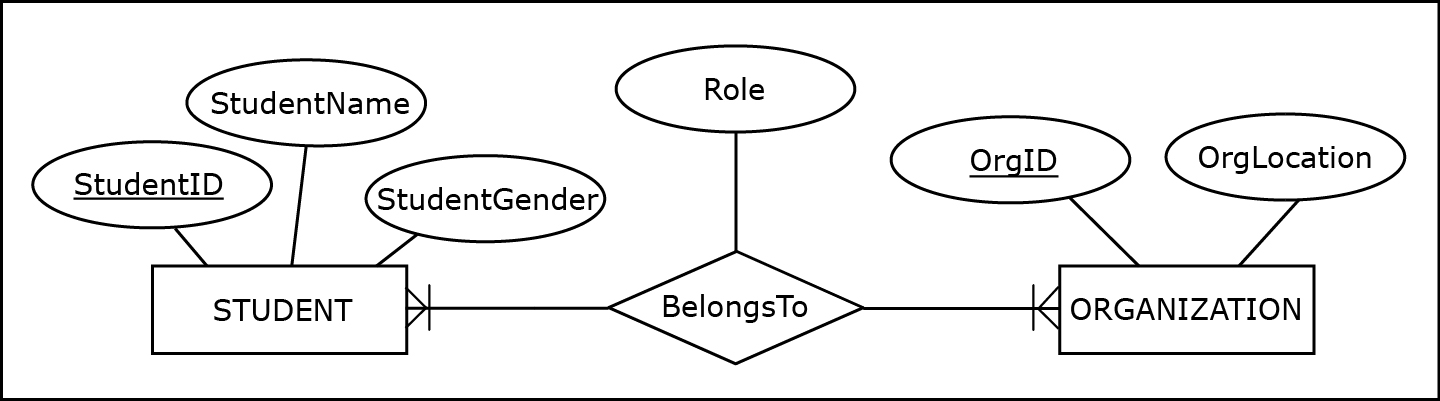 StudentName
Role
StudentID
StudentGender
OrgID
OrgLocation
STUDENT
BelongsTo
ORGANIZATION